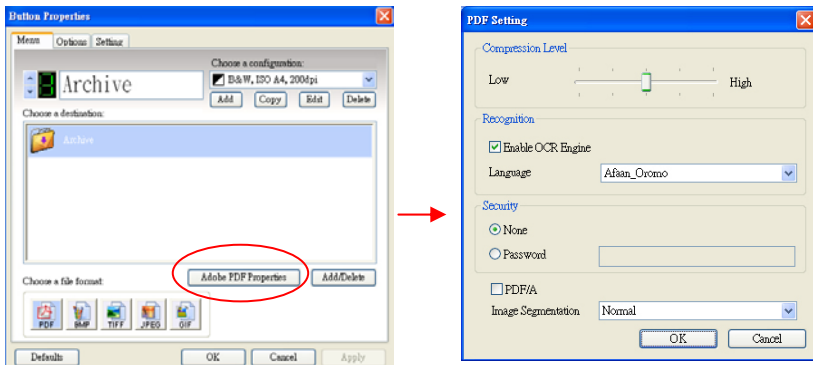 Button Properties
Menu Options Setting
Choose a configuration:
Archive
B&W, ISO A4, 200dpi
Add Copy Edit Delete
Choose a destination:
Archive
Adobe PDF Properties Add/Delete
Choose a file format:
PDF BMP TIFF JPEG GIF
Defaults OK Cancel Apply
PDF Setting
Compression Level
Low High
Recognition
Enable OCR Engine
Language Afaan_Oromo
Security
None
Password
PDF/A
Image Segmentation Normal
OK Cancel